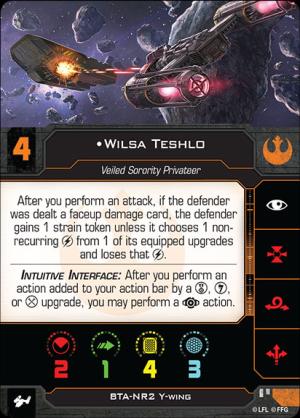 •Wilsa Teshlo
4
Veiled Sorority Privateer
After you perform an attack, if the defender
was dealt a faceup damage card, the defender
gains 1 strain token unless it chooses 1 non-
recurring from 1 of its equipped upgrades
and loses that .
Intuitive Interface: After you perform an
action added to your action bar by a , ,
or upgrade, you may perform a action.
2 1 4 3
BTA-NR2 Y-wing
©LFL ©FFG